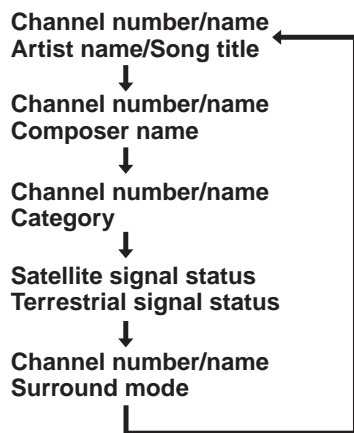 Channel number/name
Artist name/Song title
Channel number/name
Composer name
Channel number/name
Category
Satellite signal status
Terrestrial signal status
Channel number/name
Surround mode